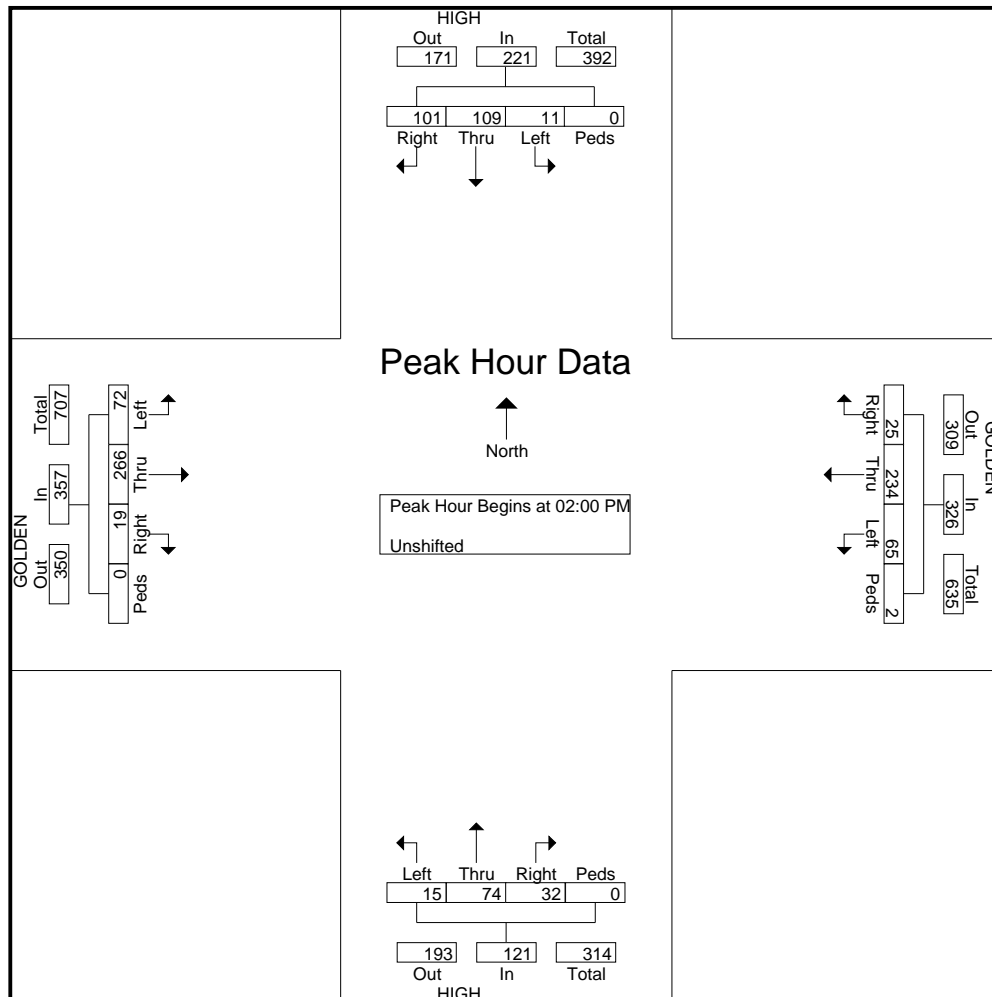 HIGH
Out In Total
171 221 392
101 109 11 0
Right Thru Left Peds
Peak Hour Data
North
Peak Hour Begins at 02:00 PM
Unshifted
GOLDEN
Total In Out
707 357 350
72 266 19 0
Left Thru Right Peds
GOLDEN
Out In Total
309 326 635
25 234 65 2
Right Thru Left Peds
Left Thru Right Peds
15 74 32 0
193 121 314
Out In Total
HIGH